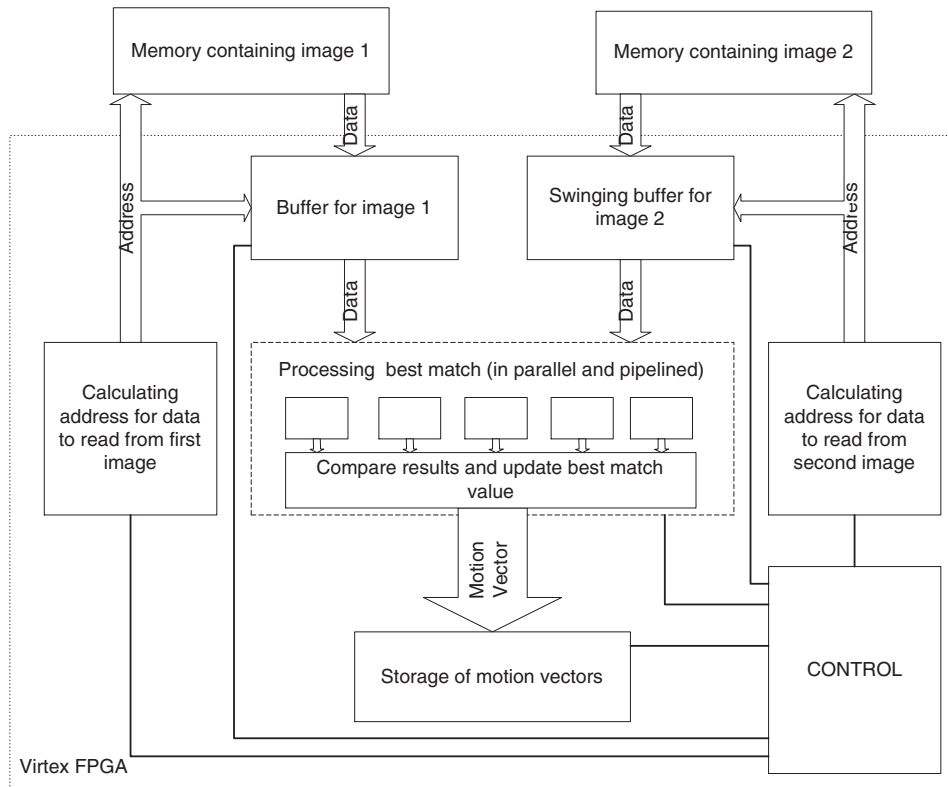 Memory containing image 1
Memory containing image 2
Data
Data
Address
Buffer for image 1
Swinging buffer for
image 2
Address
Data
Data
Calculating
address for data
to read from first
image
Processing best match (in parallel and pipelined)
Calculating
address for data
to read from
second image
Compare results and update best match
value
Motion
Vector
Storage of motion vectors
CONTROL
Virtex FPGA